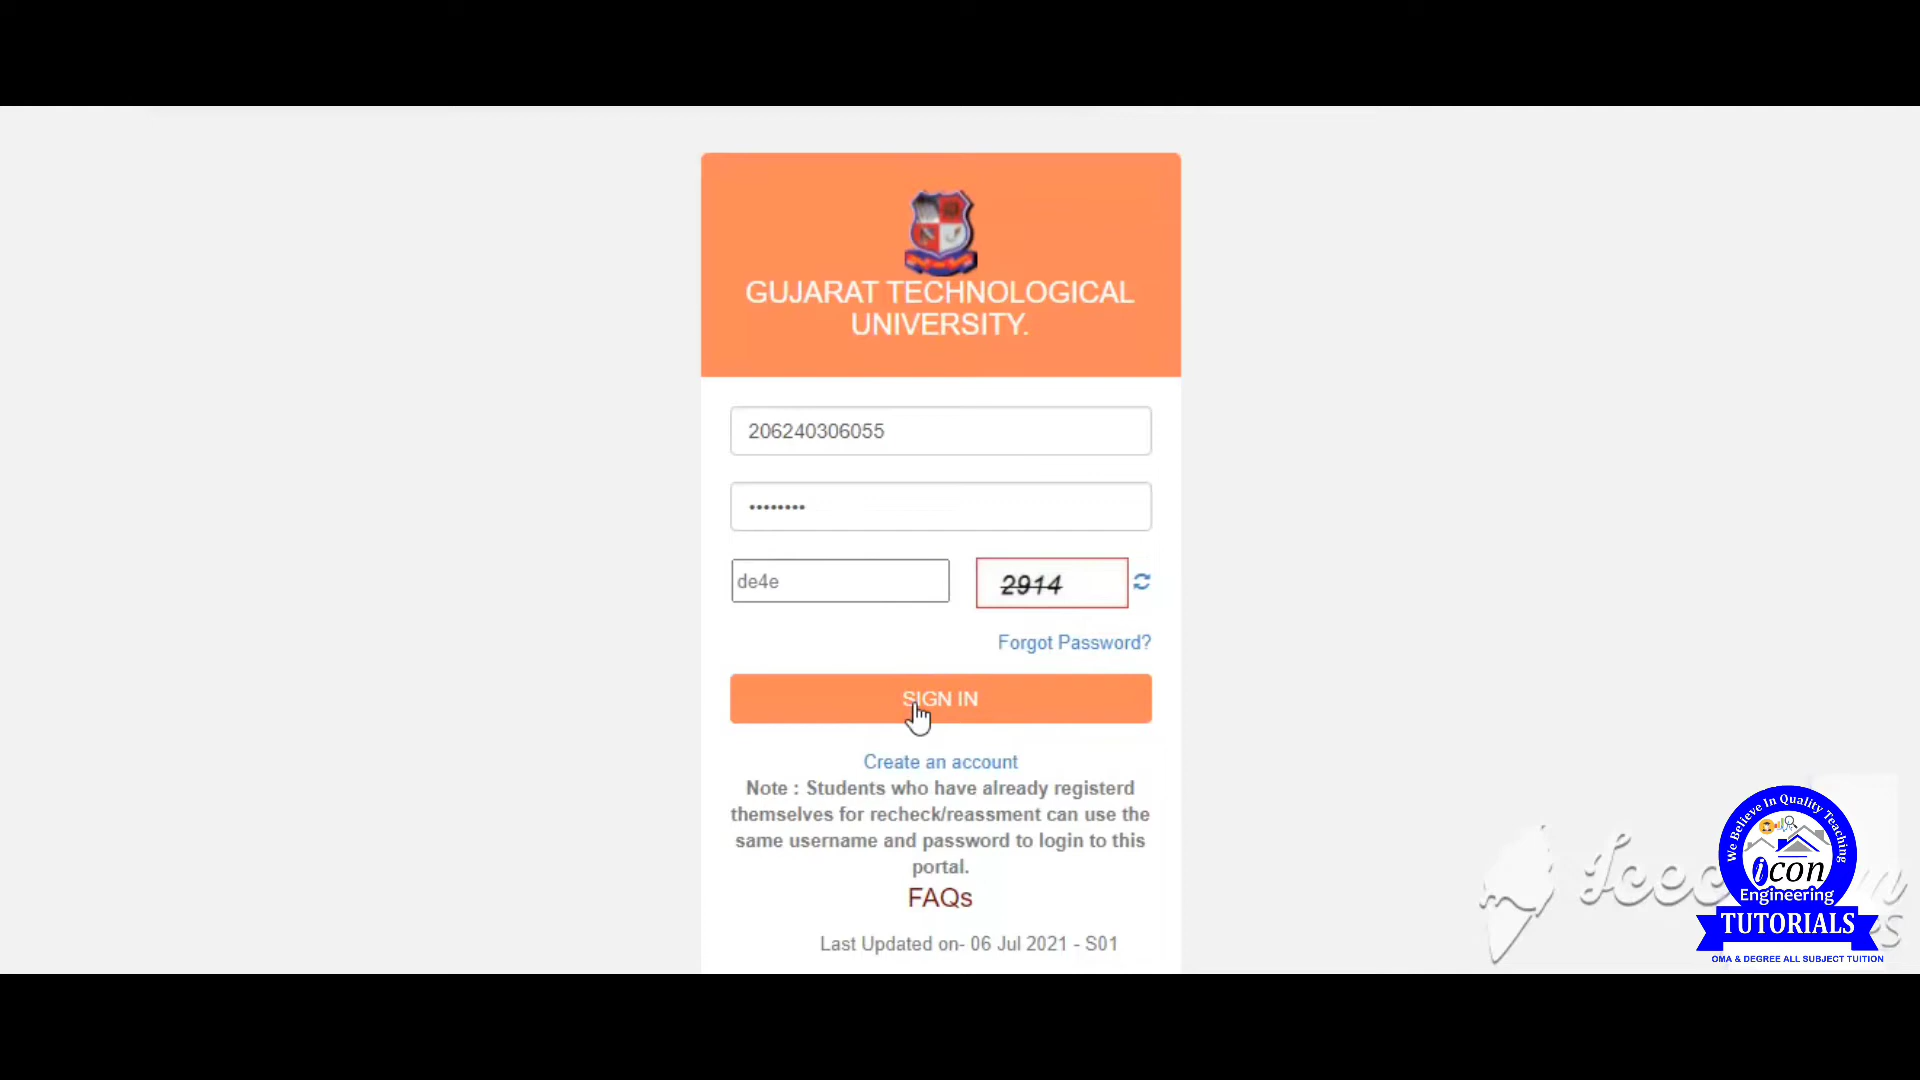 GUJARAT TECHNOLOGICAL
UNIVERSITY.
206240306055
••••••••
de4e
2914
Forgot Password?
SIGN IN
Create an account
Note : Students who have already registerd
themselves for recheck/reassment can use the
same username and password to login to this
portal.
FAQs
Last Updated on- 06 Jul 2021 - S01
We Believe In Quality Teaching
icon
Engineering
TUTORIALS
OMA & DEGREE ALL SUBJECT TUITION